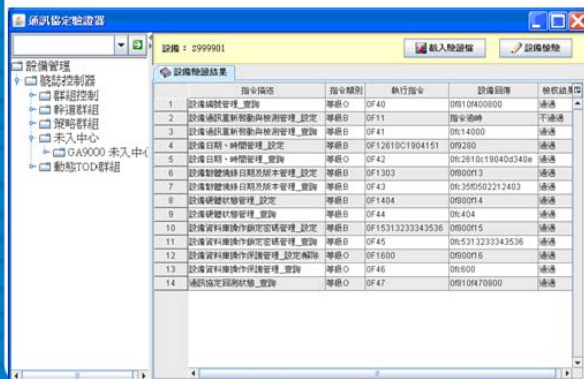 通訊協定驗證器
設備： z999901
載入驗證檔
設備檢驗
設備管理
號誌控制器
群組控制
幹道群組
策略群組
未入中心
GA9000 未入中心
動態TOD群組
設備驗證結果
指令描述 指令類別 執行指令 設備回傳 檢核結果
1 設備編號管理_查詢 等級O 0F40 0f810f400800 通過
2 設備通訊重新啟動與檢測管理_設定 等級B 0F11 指令逾時 不通過
3 設備通訊重新啟動與檢測管理_查詢 等級B 0F41 0fc14000 通過
4 設備日期、時間管理_設定 等級B 0F12610C1904151 0f9280 通過
5 設備日期、時間管理_查詢 等級O 0F42 0fc2610c19040d340e 通過
6 設備韌體燒錄日期及版本管理_設定 等級B 0F1303 0f800f13 通過
7 設備韌體燒錄日期及版本管理_查詢 等級B 0F43 0fc35f0502212403 通過
8 設備硬體狀態管理_設定 等級B 0F1404 0f800f14 通過
9 設備硬體狀態管理_查詢 等級B 0F44 0fc404 通過
10 設備資料庫操作鎖定密碼管理_設定 等級B 0F15313233343536 0f800f15 通過
11 設備資料庫操作鎖定密碼管理_查詢 等級B 0F45 0fc5313233343536 通過
12 設備資料庫操作保護管理_設定/解除 等級O 0F1600 0f800f16 通過
13 設備資料庫操作保護管理_查詢 等級O 0F46 0fc600 通過
14 通訊協定回測狀態_查詢 等級O 0F47 0f810f470800 通過